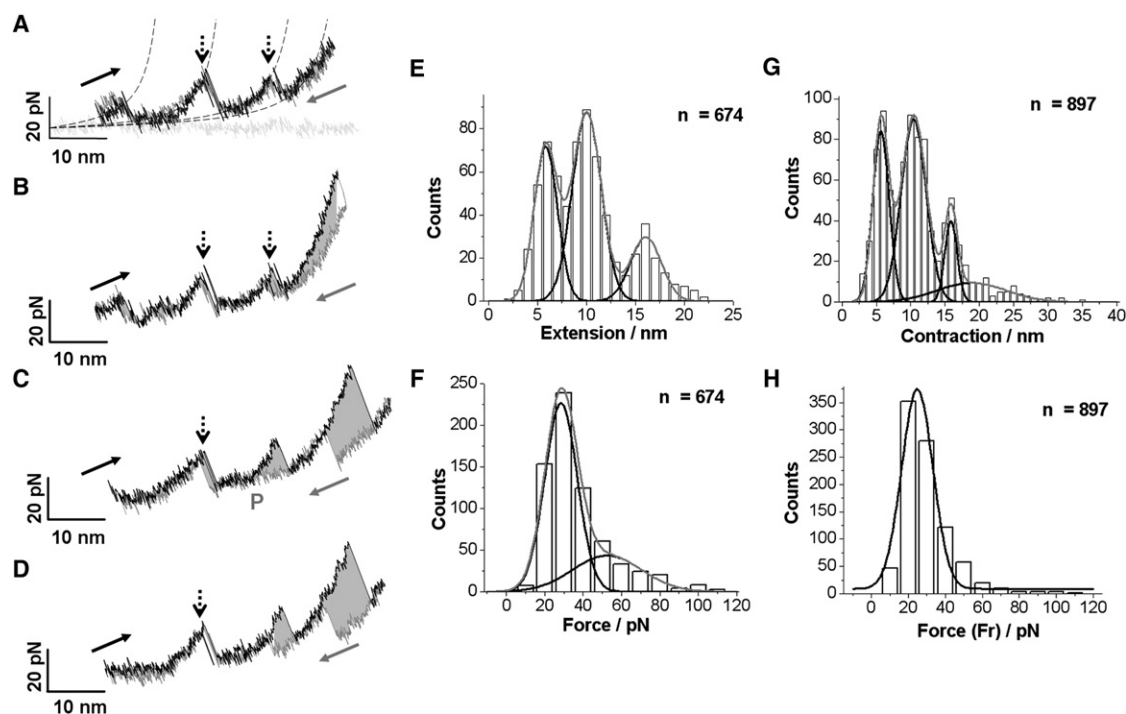 A
20 pN
10 nm
B
20 pN
10 nm
C
20 pN
10 nm
P
D
20 pN
10 nm
E
n = 674
Counts
80
60
40
20
0
0 5 10 15 20 25
Extension / nm
F
n = 674
Counts
250
200
150
100
50
0
0 20 40 60 80 100 120
Force / pN
G
n = 897
Counts
100
80
60
40
20
0
0 5 10 15 20 25 30 35 40
Contraction / nm
H
n = 897
Counts
350
300
250
200
150
100
50
0
0 20 40 60 80 100 120
Force (Fr) / pN